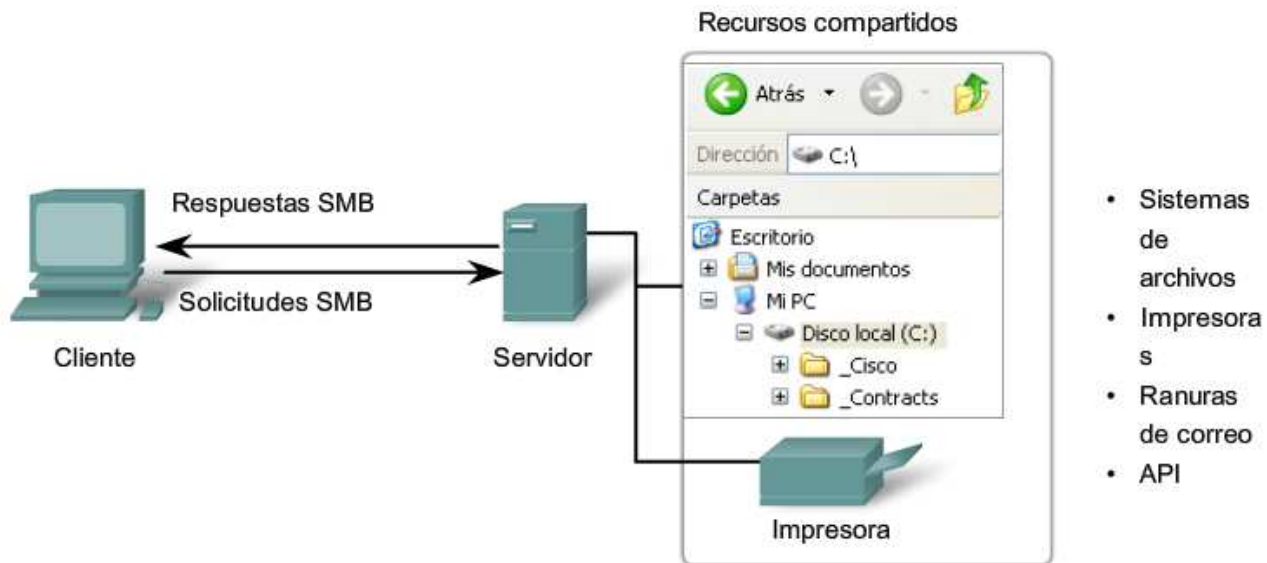 Recursos compartidos
Atrás
Dirección
C:\
Carpetas
Escritorio
Mis documentos
Mi PC
Disco local (C:)
_Cisco
_Contracts
Impresora
Respuestas SMB
Solicitudes SMB
Cliente
Servidor
• Sistemas
de
archivos
• Impresora
s
• Ranuras
de correo
• API